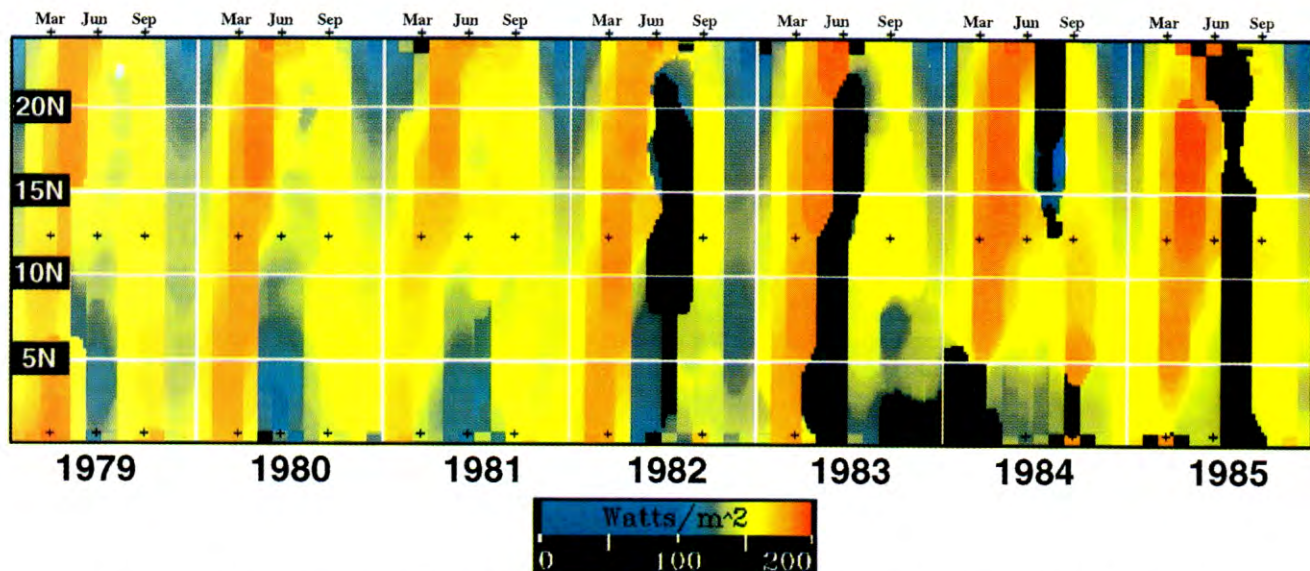 Mar Jun Sep Mar Jun Sep Mar Jun Sep Mar Jun Sep Mar Jun Sep Mar Jun Sep Mar Jun Sep
20N
15N
10N
5N
1979 1980 1981 1982 1983 1984 1985
Watts/m^2
0 100 200